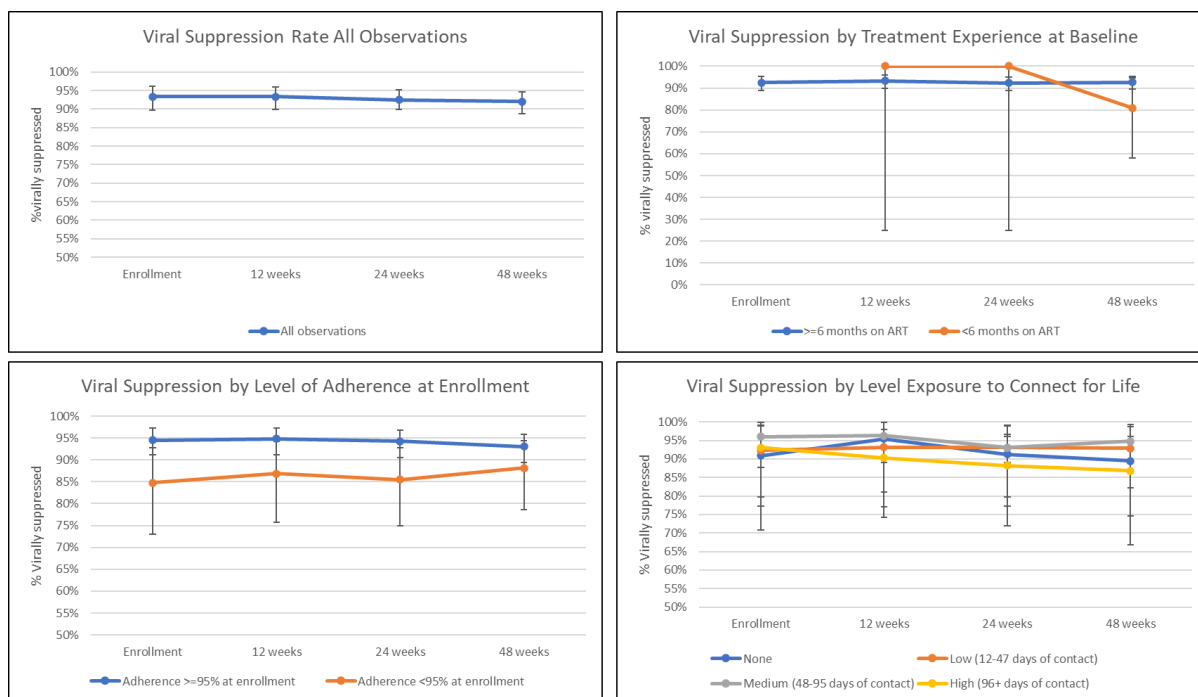 Viral Suppression Rate All Observations
%virally suppressed
100%
95%
90%
85%
80%
75%
70%
65%
60%
55%
50%
Enrollment 12 weeks 24 weeks 48 weeks
All observations
Viral Suppression by Treatment Experience at Baseline
% virally suppressed
100%
90%
80%
70%
60%
50%
40%
30%
20%
10%
0%
Enrollment 12 weeks 24 weeks 48 weeks
>=6 months on ART <6 months on ART
Viral Suppression by Level of Adherence at Enrollment
% Virally suppressed
100%
95%
90%
85%
80%
75%
70%
65%
60%
55%
50%
Enrollment 12 weeks 24 weeks 48 weeks
Adherence >=95% at enrollment Adherence <95% at enrollment
Viral Suppression by Level Exposure to Connect for Life
% Virally suppressed
100%
95%
90%
85%
80%
75%
70%
65%
60%
55%
50%
Enrollment 12 weeks 24 weeks 48 weeks
None Low (12-47 days of contact)
Medium (48-95 days of contact) High (96+ days of contact)